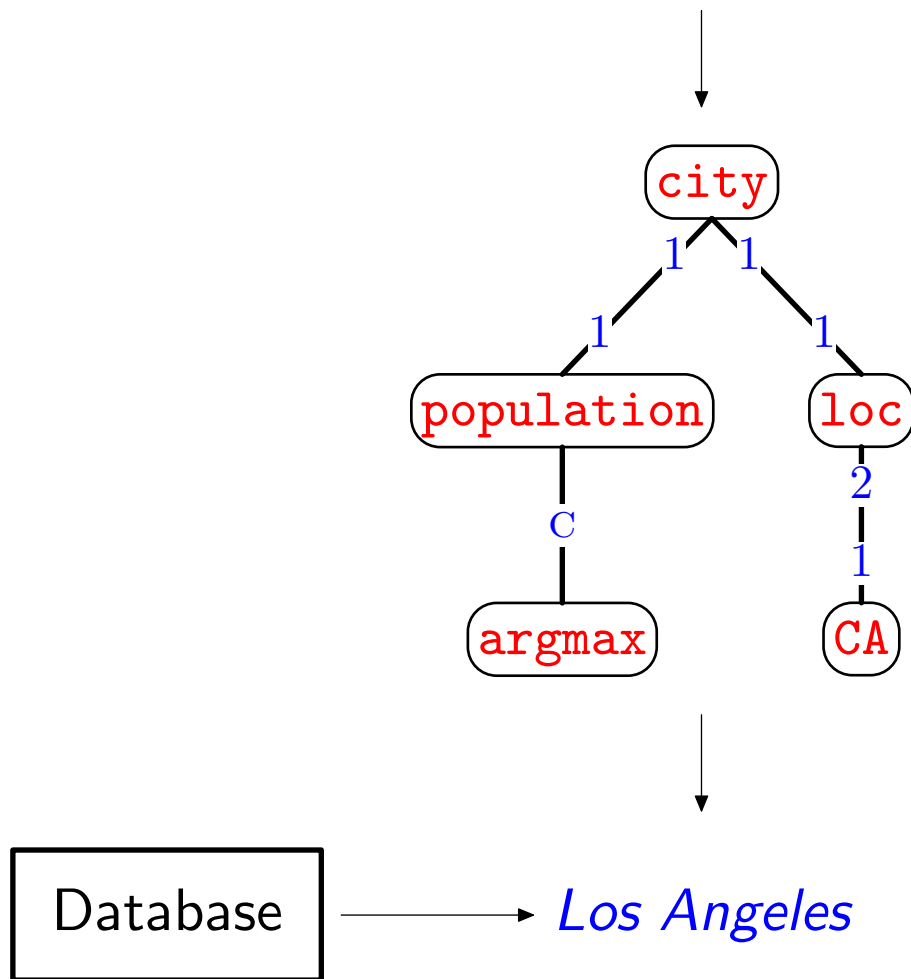 city
1 1
1 1
population loc
2
c
1
argmax CA
Database Los Angeles